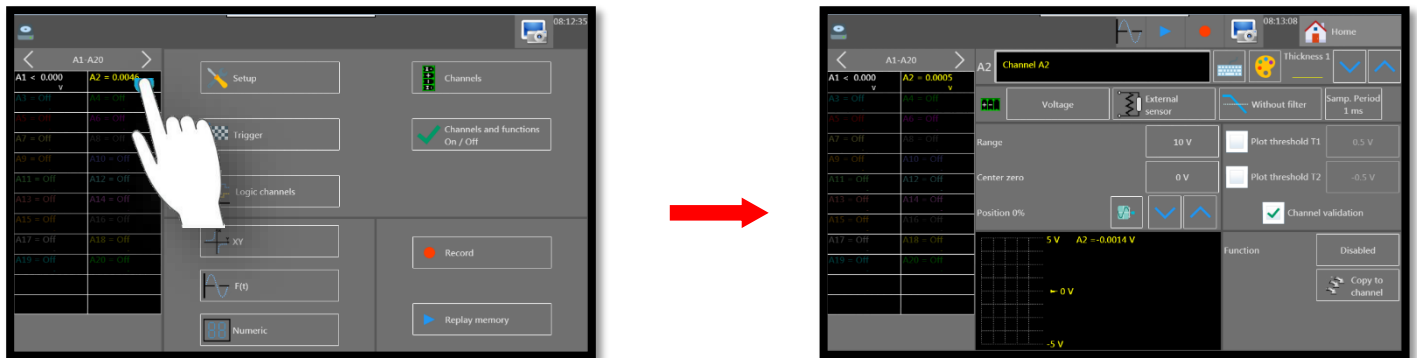 08:12:35
A1-A20
A1 < 0.000 A2 = 0.0046
v
A3 = Off A4 = Off
A5 = Off A6 = Off
A7 = Off A8 = Off
A9 = Off A10 = Off
A11 = Off A12 = Off
A13 = Off A14 = Off
A15 = Off A16 = Off
A17 = Off A18 = Off
A19 = Off A20 = Off
Setup
Channels
Trigger
Channels and functions
On / Off
Logic channels
XY
Record
F(t)
Numeric
Replay memory
08:13:08
Home
A1-A20
A1 < 0.000 A2 = 0.0005
v v
A3 = Off A4 = Off
A5 = Off A6 = Off
A7 = Off A8 = Off
A9 = Off A10 = Off
A11 = Off A12 = Off
A13 = Off A14 = Off
A15 = Off A16 = Off
A17 = Off A18 = Off
A19 = Off A20 = Off
A2 Channel A2
Thickness 1
Voltage
External
sensor
Without filter
Samp. Period
1 ms
Range 10 V
Plot threshold T1 0.5 V
Center zero 0 V
Plot threshold T2 -0.5 V
Position 0%
Channel validation
5 V A2 =-0.0014 V
0 V
-5 V
Function Disabled
Copy to
channel